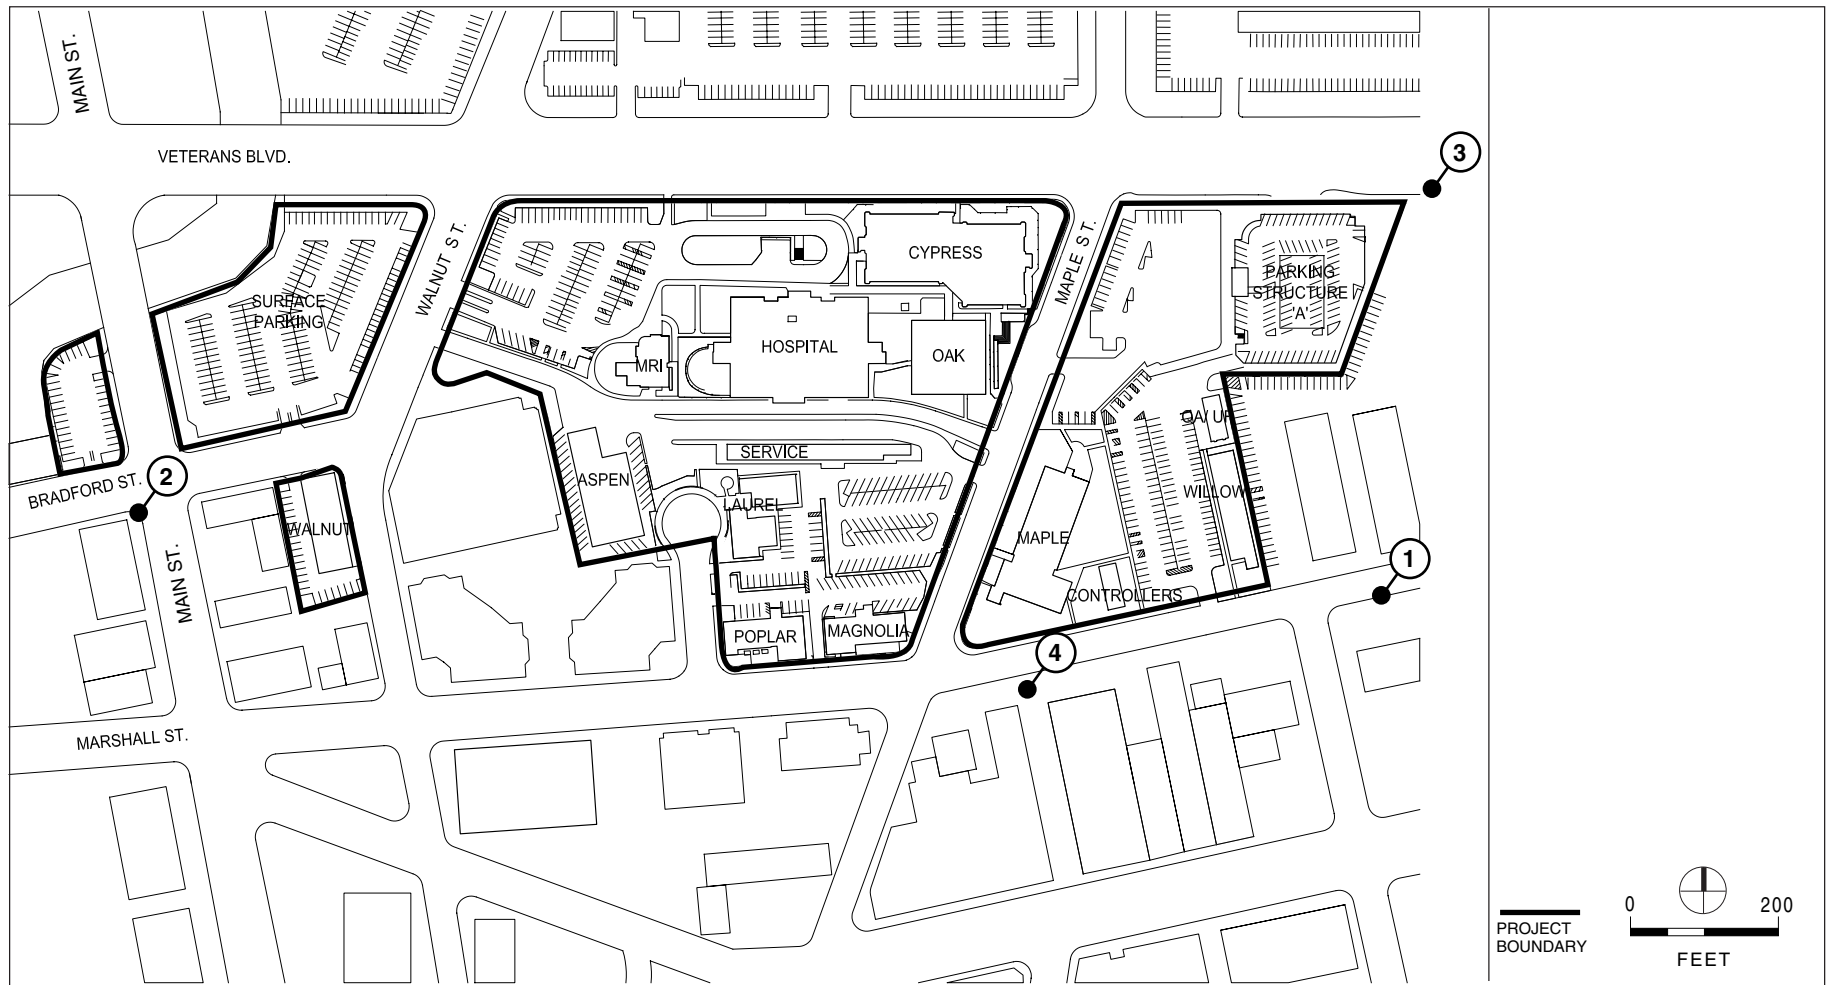 MAIN ST.
3
VETERANS BLVD.
WALNUT ST.
MAPLE ST.
CYPRESS
PARKING
STRUCTURE
'A'
SURFACE
PARKING
HOSPITAL
OAK
MRI
QA/ UR
SERVICE
ASPEN
LAUREL
WILLOW
BRADFORD ST.
2
WALNUT
MAPLE
1
MAIN ST.
CONTROLLERS
POPLAR
MAGNOLIA
4
MARSHALL ST.
0
200
FEET
PROJECT
BOUNDARY